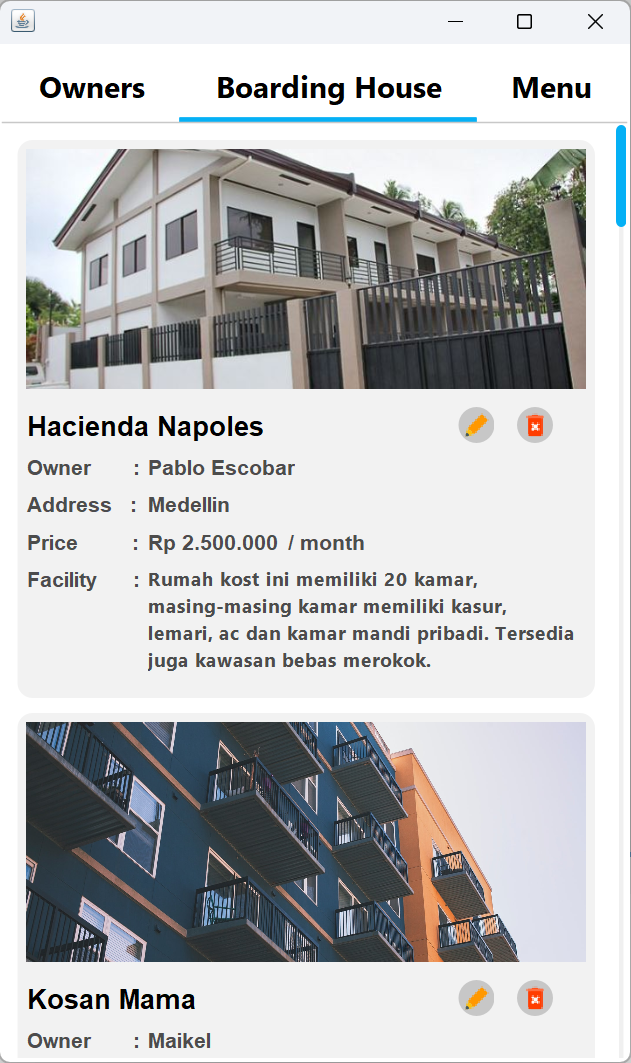 Owners Boarding House Menu
Hacienda Napoles
Owner : Pablo Escobar
Address : Medellin
Price : Rp 2.500.000 / month
Facility : Rumah kost ini memiliki 20 kamar,
masing-masing kamar memiliki kasur,
lemari, ac dan kamar mandi pribadi. Tersedia
juga kawasan bebas merokok.
Kosan Mama
Owner : Maikel